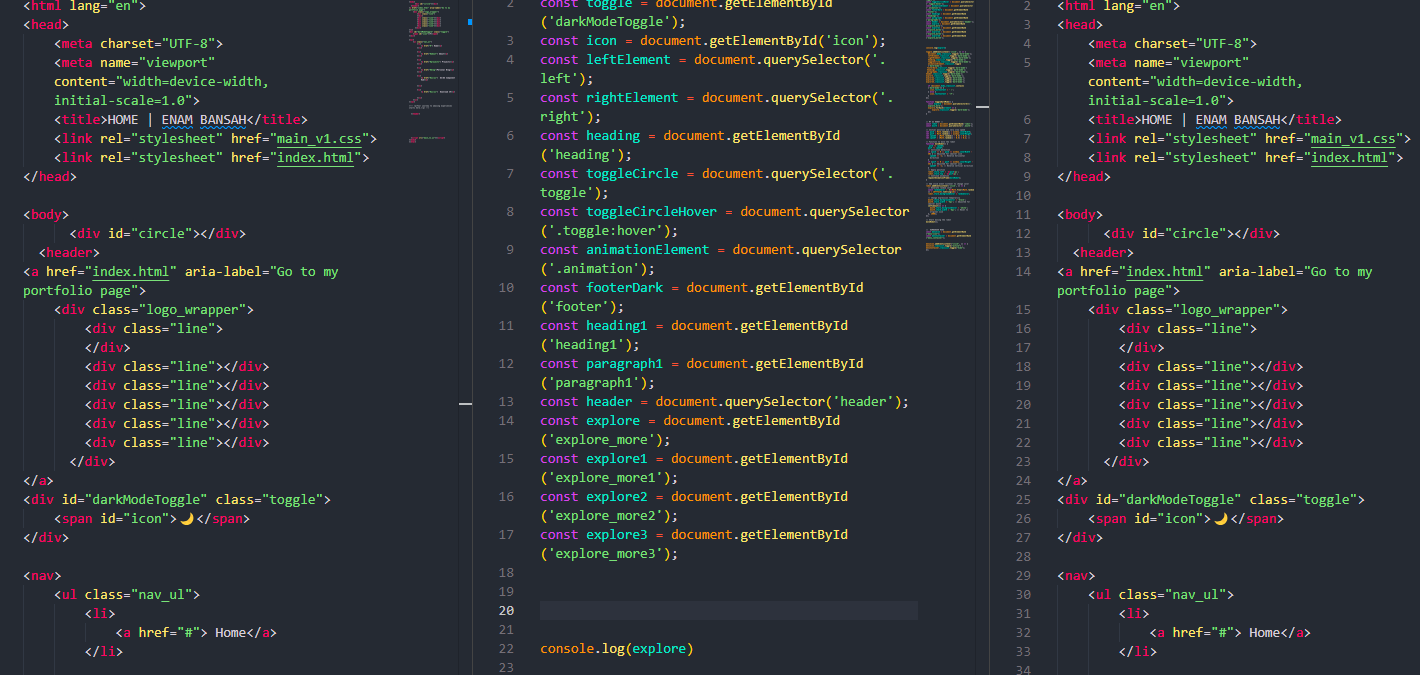 <html lang="en">
<head>
<meta charset="UTF-8">
<meta name="viewport"
content="width=device-width,
initial-scale=1.0">
<title>HOME | ENAM BANSAH</title>
<link rel="stylesheet" href="main_v1.css">
<link rel="stylesheet" href="index.html">
</head>
<body>
<div id="circle"></div>
<header>
<a href="index.html" aria-label="Go to my
portfolio page">
<div class="logo_wrapper">
<div class="line">
</div>
<div class="line"></div>
<div class="line"></div>
<div class="line"></div>
<div class="line"></div>
<div class="line"></div>
</div>
</a>
<div id="darkModeToggle" class="toggle">
<span id="icon">🌙</span>
</div>
<nav>
<ul class="nav_ul">
<li>
<a href="#"> Home</a>
</li>
2 const toggle = document.getElementById
('darkModeToggle');
3 const icon = document.getElementById('icon');
4 const leftElement = document.querySelector('.
left');
5 const rightElement = document.querySelector('.
right');
6 const heading = document.getElementById
('heading');
7 const toggleCircle = document.querySelector('.
toggle');
8 const toggleCircleHover = document.querySelector
('.toggle:hover');
9 const animationElement = document.querySelector
('.animation');
10 const footerDark = document.getElementById
('footer');
11 const heading1 = document.getElementById
('heading1');
12 const paragraph1 = document.getElementById
('paragraph1');
13 const header = document.querySelector('header');
14 const explore = document.getElementById
('explore_more');
15 const explore1 = document.getElementById
('explore_more1');
16 const explore2 = document.getElementById
('explore_more2');
17 const explore3 = document.getElementById
('explore_more3');
18
19
20
21
22 console.log(explore)
23
2 <html lang="en">
3 <head>
4 <meta charset="UTF-8">
5 <meta name="viewport"
content="width=device-width,
initial-scale=1.0">
6 <title>HOME | ENAM BANSAH</title>
7 <link rel="stylesheet" href="main_v1.css">
8 <link rel="stylesheet" href="index.html">
9 </head>
10
11 <body>
12 <div id="circle"></div>
13 <header>
14 <a href="index.html" aria-label="Go to my
portfolio page">
15 <div class="logo_wrapper">
16 <div class="line">
17 </div>
18 <div class="line"></div>
19 <div class="line"></div>
20 <div class="line"></div>
21 <div class="line"></div>
22 <div class="line"></div>
23 </div>
24 </a>
25 <div id="darkModeToggle" class="toggle">
26 <span id="icon">🌙</span>
27 </div>
28
29 <nav>
30 <ul class="nav_ul">
31 <li>
32 <a href="#"> Home</a>
33 </li>
34